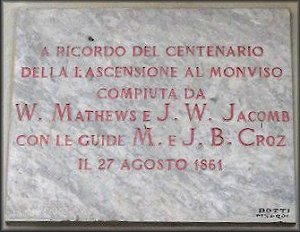 A RICORDO DEL CENTENARIO
DELLA I. ASCENSIONE AL MONVISO
COMPIUTA DA
W. MATHEWS E J. W. JACOMB
CON LE GUIDE M. E J. B. CROZ
IL 27 AGOSTO 1861
BOTTI